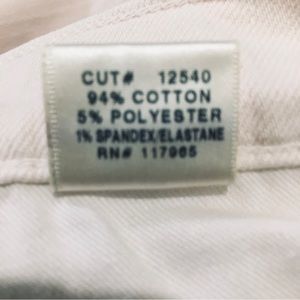 CUT# 12540
94% COTTON
5% POLYESTER
1% SPANDEX/ELASTANE
RN# 117965